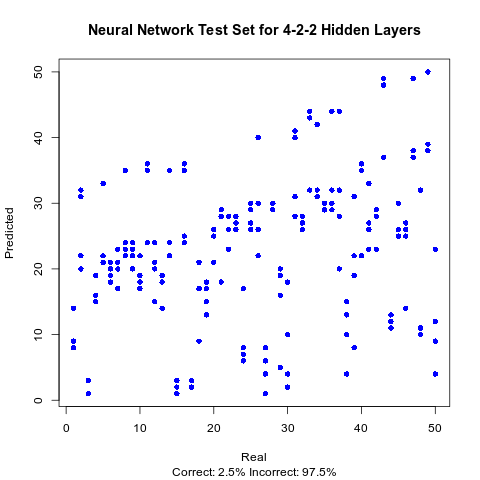 Neural Network Test Set for 4-2-2 Hidden Layers
50
40
30
20
10
0
Predicted
0 10 20 30 40 50
Real
Correct: 2.5% Incorrect: 97.5%